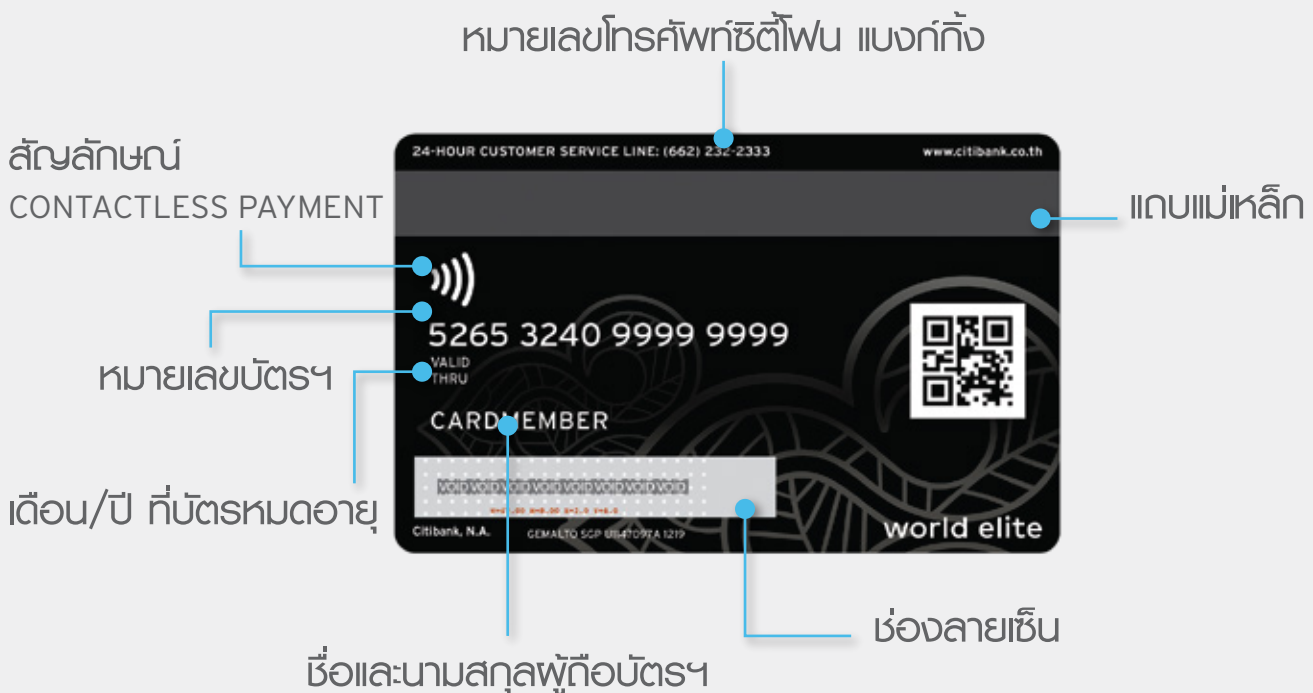 หมายเลขโทรศัพท์ซิตี้โฟน แบงก์กิ้ง
สัญลักษณ์
CONTACTLESS PAYMENT
24-HOUR CUSTOMER SERVICE LINE: (662) 232-2333
www.citibank.co.th
แถบแม่เหล็ก
5265 3240 9999 9999
VALID
THRU
หมายเลขบัตรฯ
CARDMEMBER
VOID VOID VOID VOID VOID VOID VOID VOID
เดือน/ปี ที่บัตรหมดอายุ
Citibank, N.A.
GEMALTO SGP 1219
world elite
ช่องลายเซ็น
ชื่อและนามสกุลผู้ถือบัตรฯ